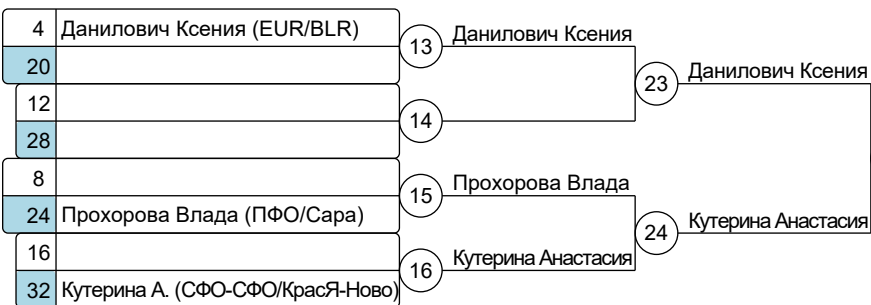 4 Данилович Ксения (EUR/BLR)
20
13 Данилович Ксения
12
28
14
23 Данилович Ксения
8
24 Прохорова Влада (ПФО/Сара)
15 Прохорова Влада
16
32 Кутерина А. (СФО-СФО/КрасЯ-Ново)
16 Кутерина Анастасия
24 Кутерина Анастасия